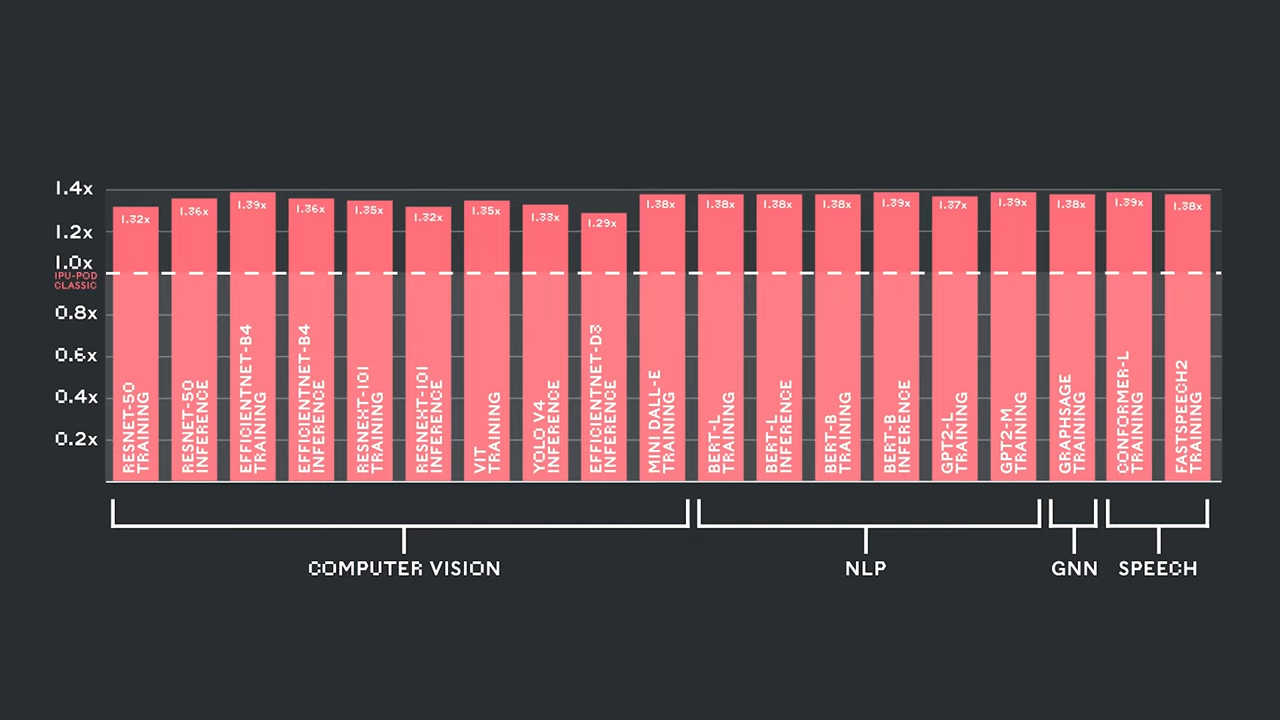 1.4x
1.2x
1.0x
IPU-POD
CLASSIC
0.8x
0.6x
0.4x
0.2x
1.32x
1.36x
1.39x
1.36x
1.35x
1.32x
1.35x
1.33x
1.29x
1.38x
1.38x
1.38x
1.38x
1.39x
1.37x
1.39x
1.38x
1.39x
1.38x
RESNET-50
TRAINING
RESNET-50
INFERENCE
EFFICIENTNET-B4
TRAINING
EFFICIENTNET-B4
INFERENCE
RESNEXT-101
TRAINING
RESNEXT-101
INFERENCE
VIT
TRAINING
YOLO V4
INFERENCE
EFFICIENTNET-D3
INFERENCE
MINI DALL-E
TRAINING
BERT-L
TRAINING
BERT-L
INFERENCE
BERT-B
TRAINING
BERT-B
INFERENCE
GPT2-L
TRAINING
GPT2-M
TRAINING
GRAPHSAGE
TRAINING
CONFORMER-L
TRAINING
FASTSPEECH2
TRAINING
COMPUTER VISION
NLP
GNN
SPEECH